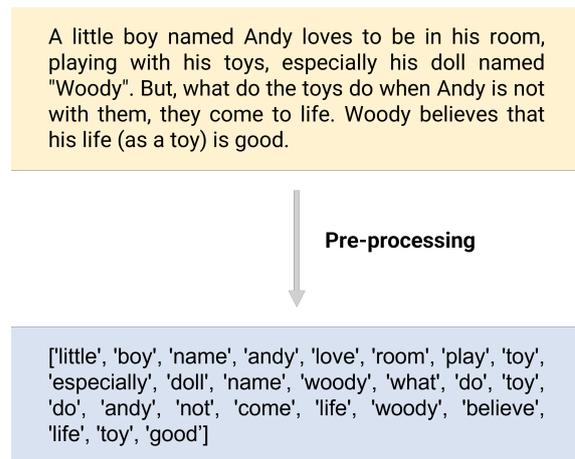 A little boy named Andy loves to be in his room,
playing with his toys, especially his doll named
"Woody". But, what do the toys do when Andy is not
with them, they come to life. Woody believes that
his life (as a toy) is good.
Pre-processing
['little', 'boy', 'name', 'andy', 'love', 'room', 'play', 'toy',
'especially', 'doll', 'name', 'woody', 'what', 'do', 'toy',
'do', 'andy', 'not', 'come', 'life', 'woody', 'believe',
'life', 'toy', 'good’]